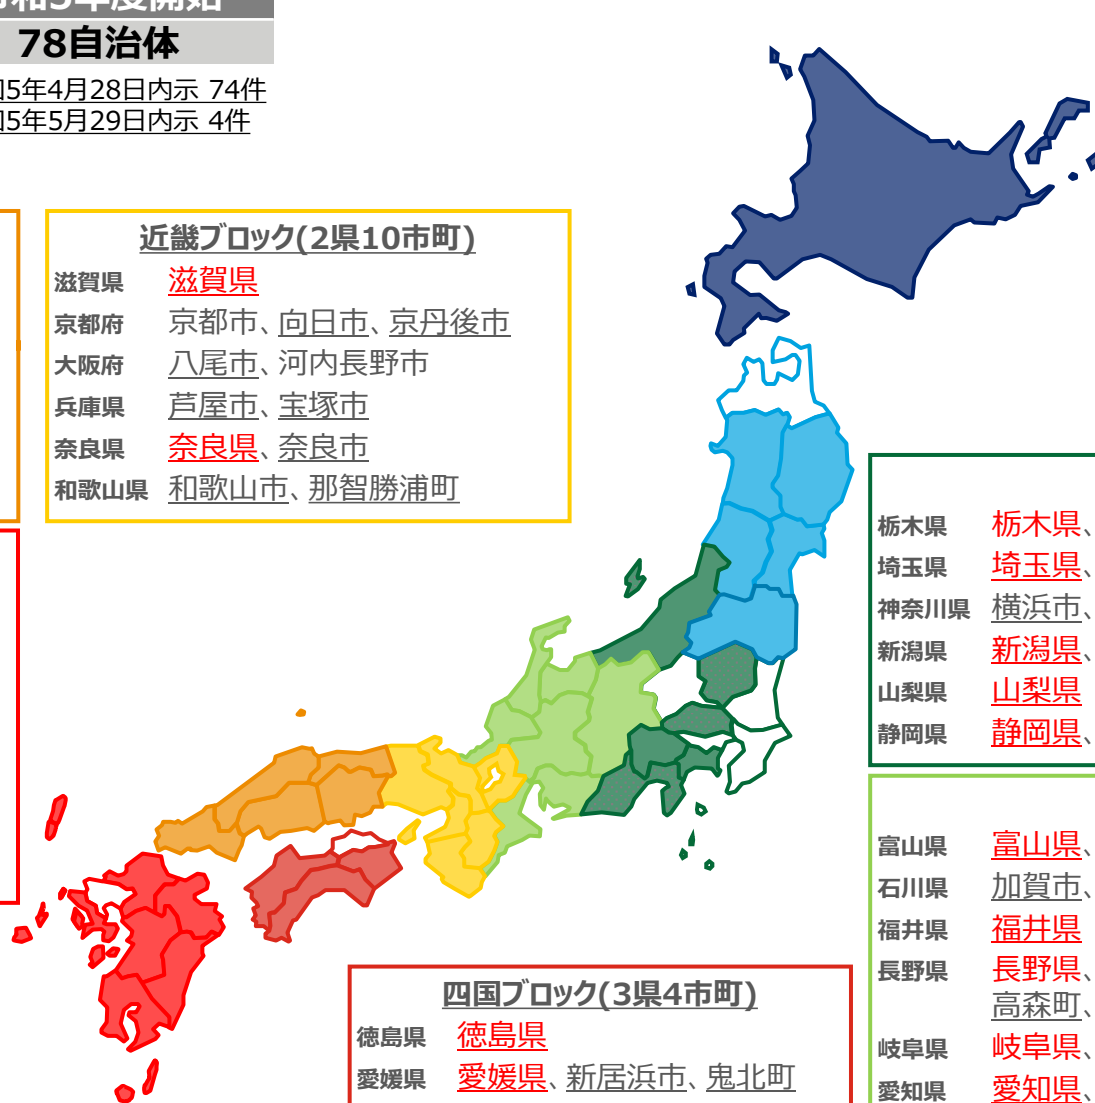 令和5年度開始
78自治体
和5年4月28日内示 74件
和5年5月29日内示 4件
近畿ブロック(2県10市町)
滋賀県 滋賀県
京都府 京都市、向日市、京丹後市
大阪府 八尾市、河内長野市
兵庫県 芦屋市、宝塚市
奈良県 奈良県、奈良市
和歌山県 和歌山市、那智勝浦町
栃木県 栃木県、
埼玉県 埼玉県、
神奈川県 横浜市、
新潟県 新潟県、
山梨県 山梨県
静岡県 静岡県、
富山県 富山県、
石川県 加賀市、
福井県 福井県
長野県 長野県、
高森町、
岐阜県 岐阜県、
愛知県 愛知県、
四国ブロック(3県4市町)
徳島県 徳島県
愛媛県 愛媛県、新居浜市、鬼北町